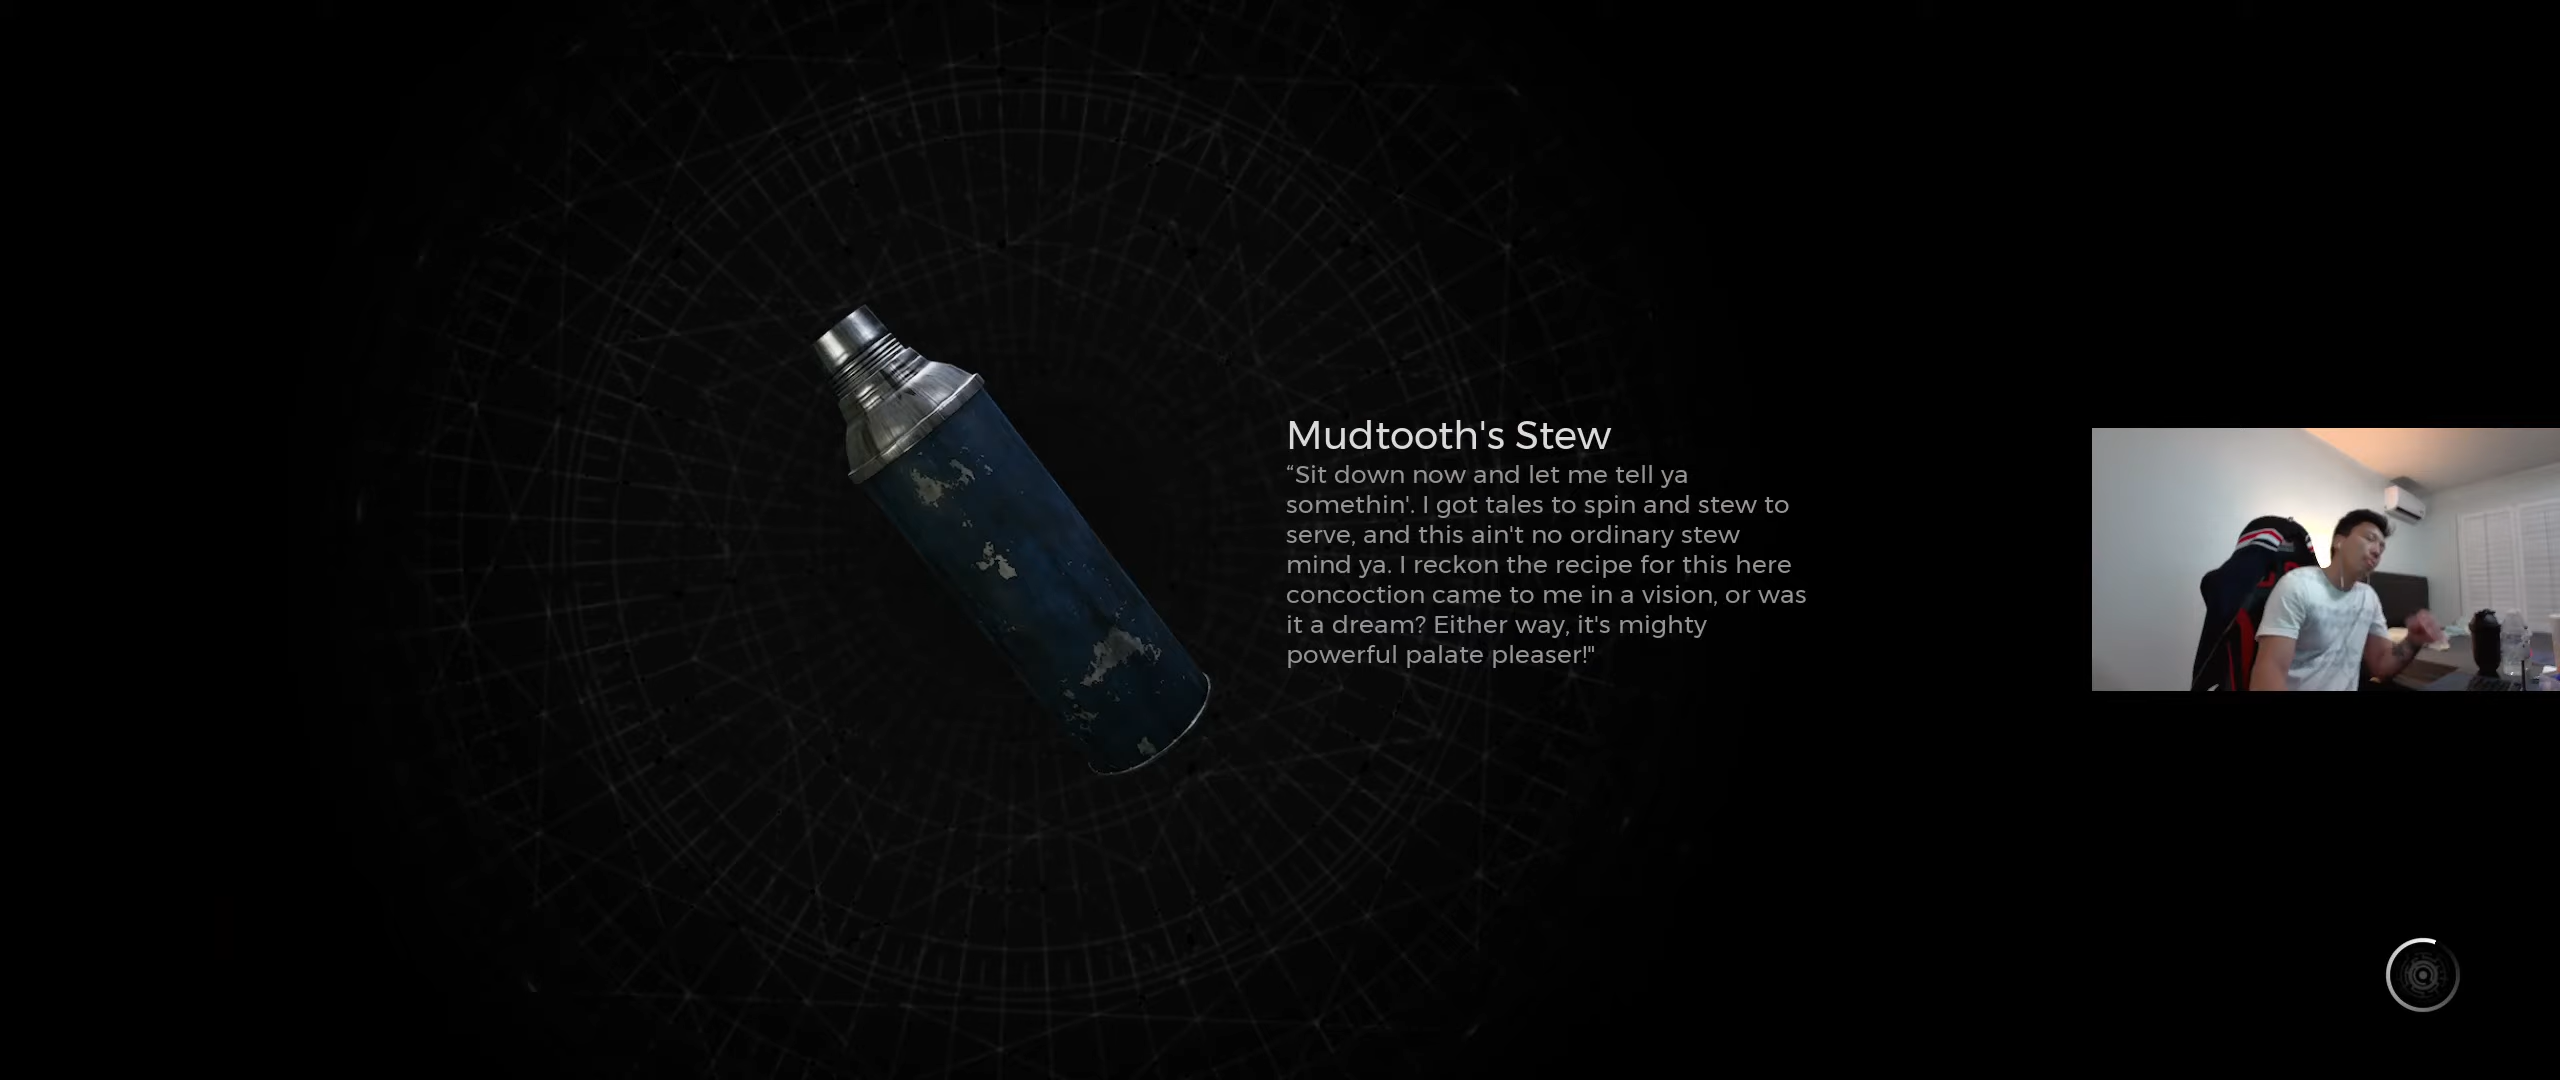 Mudtooth's Stew
“Sit down now and let me tell ya
somethin'. I got tales to spin and stew to
serve, and this ain't no ordinary stew
mind ya. I reckon the recipe for this here
concoction came to me in a vision, or was
it a dream? Either way, it's mighty
powerful palate pleaser!"